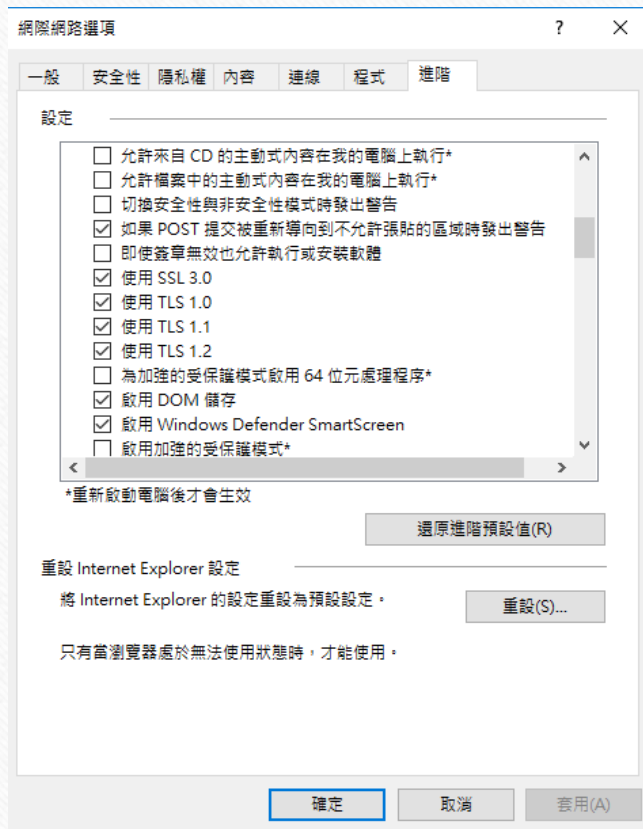 網際網路選項
一般 安全性 隱私權 內容 連線 程式 進階
設定
允許來自 CD 的主動式內容在我的電腦上執行*
允許檔案中的主動式內容在我的電腦上執行*
切換安全性與非安全性模式時發出警告
如果 POST 提交被重新導向到不允許張貼的區域時發出警告
即使簽章無效也允許執行或安裝軟體
使用 SSL 3.0
使用 TLS 1.0
使用 TLS 1.1
使用 TLS 1.2
為加強的受保護模式啟用 64 位元處理程序*
啟用 DOM 儲存
啟用 Windows Defender SmartScreen
啟用加強的受保護模式*
*重新啟動電腦後才會生效
還原進階預設值(R)
重設 Internet Explorer 設定
將 Internet Explorer 的設定重設為預設設定。
重設(S)...
只有當瀏覽器處於無法使用狀態時，才能使用。
確定 取消 套用(A)